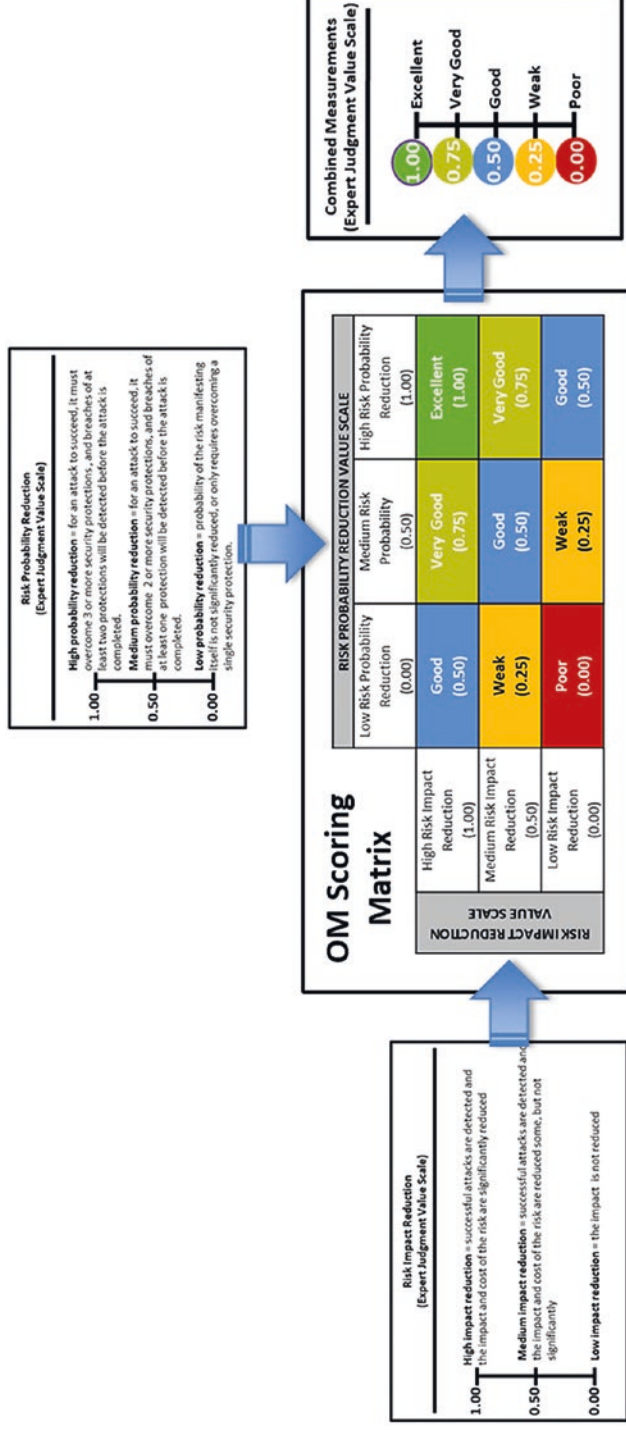 Risk Probability Reduction
(Expert Judgment Value Scale)
1.00
High probability reduction = for an attack to succeed, it must
overcome 3 or more security protections, and breaches of at
least two protections will be detected before the attack is
completed.
0.50
Medium probability reduction = for an attack to succeed, it
must overcome 2 or more security protections, and breaches of
at least one protection will be detected before the attack is
completed.
0.00
Low probability reduction = probability of the risk manifesting
itself is not significantly reduced, or only requires overcoming a
single security protection.
Risk Impact Reduction
(Expert Judgment Value Scale)
1.00
High impact reduction = successful attacks are detected and
the impact and cost of the risk are significantly reduced
0.50
Medium impact reduction = successful attacks are detected and
the impact and cost of the risk are reduced some, but not
significantly
0.00
Low impact reduction = the impact is not reduced
OM Scoring
Matrix
RISK PROBABILITY REDUCTION VALUE SCALE
Low Risk Probability
Reduction
(0.00)
Medium Risk
Probability
(0.50)
High Risk Probability
Reduction
(1.00)
RISK IMPACT REDUCTION
VALUE SCALE
High Risk Impact
Reduction
(1.00)
Good
(0.50)
Very Good
(0.75)
Excellent
(1.00)
Medium Risk Impact
Reduction
(0.50)
Weak
(0.25)
Good
(0.50)
Very Good
(0.75)
Low Risk Impact
Reduction
(0.00)
Poor
(0.00)
Weak
(0.25)
Good
(0.50)
Combined Measurements
(Expert Judgment Value Scale)
1.00 Excellent
0.75 Very Good
0.50 Good
0.25 Weak
0.00 Poor